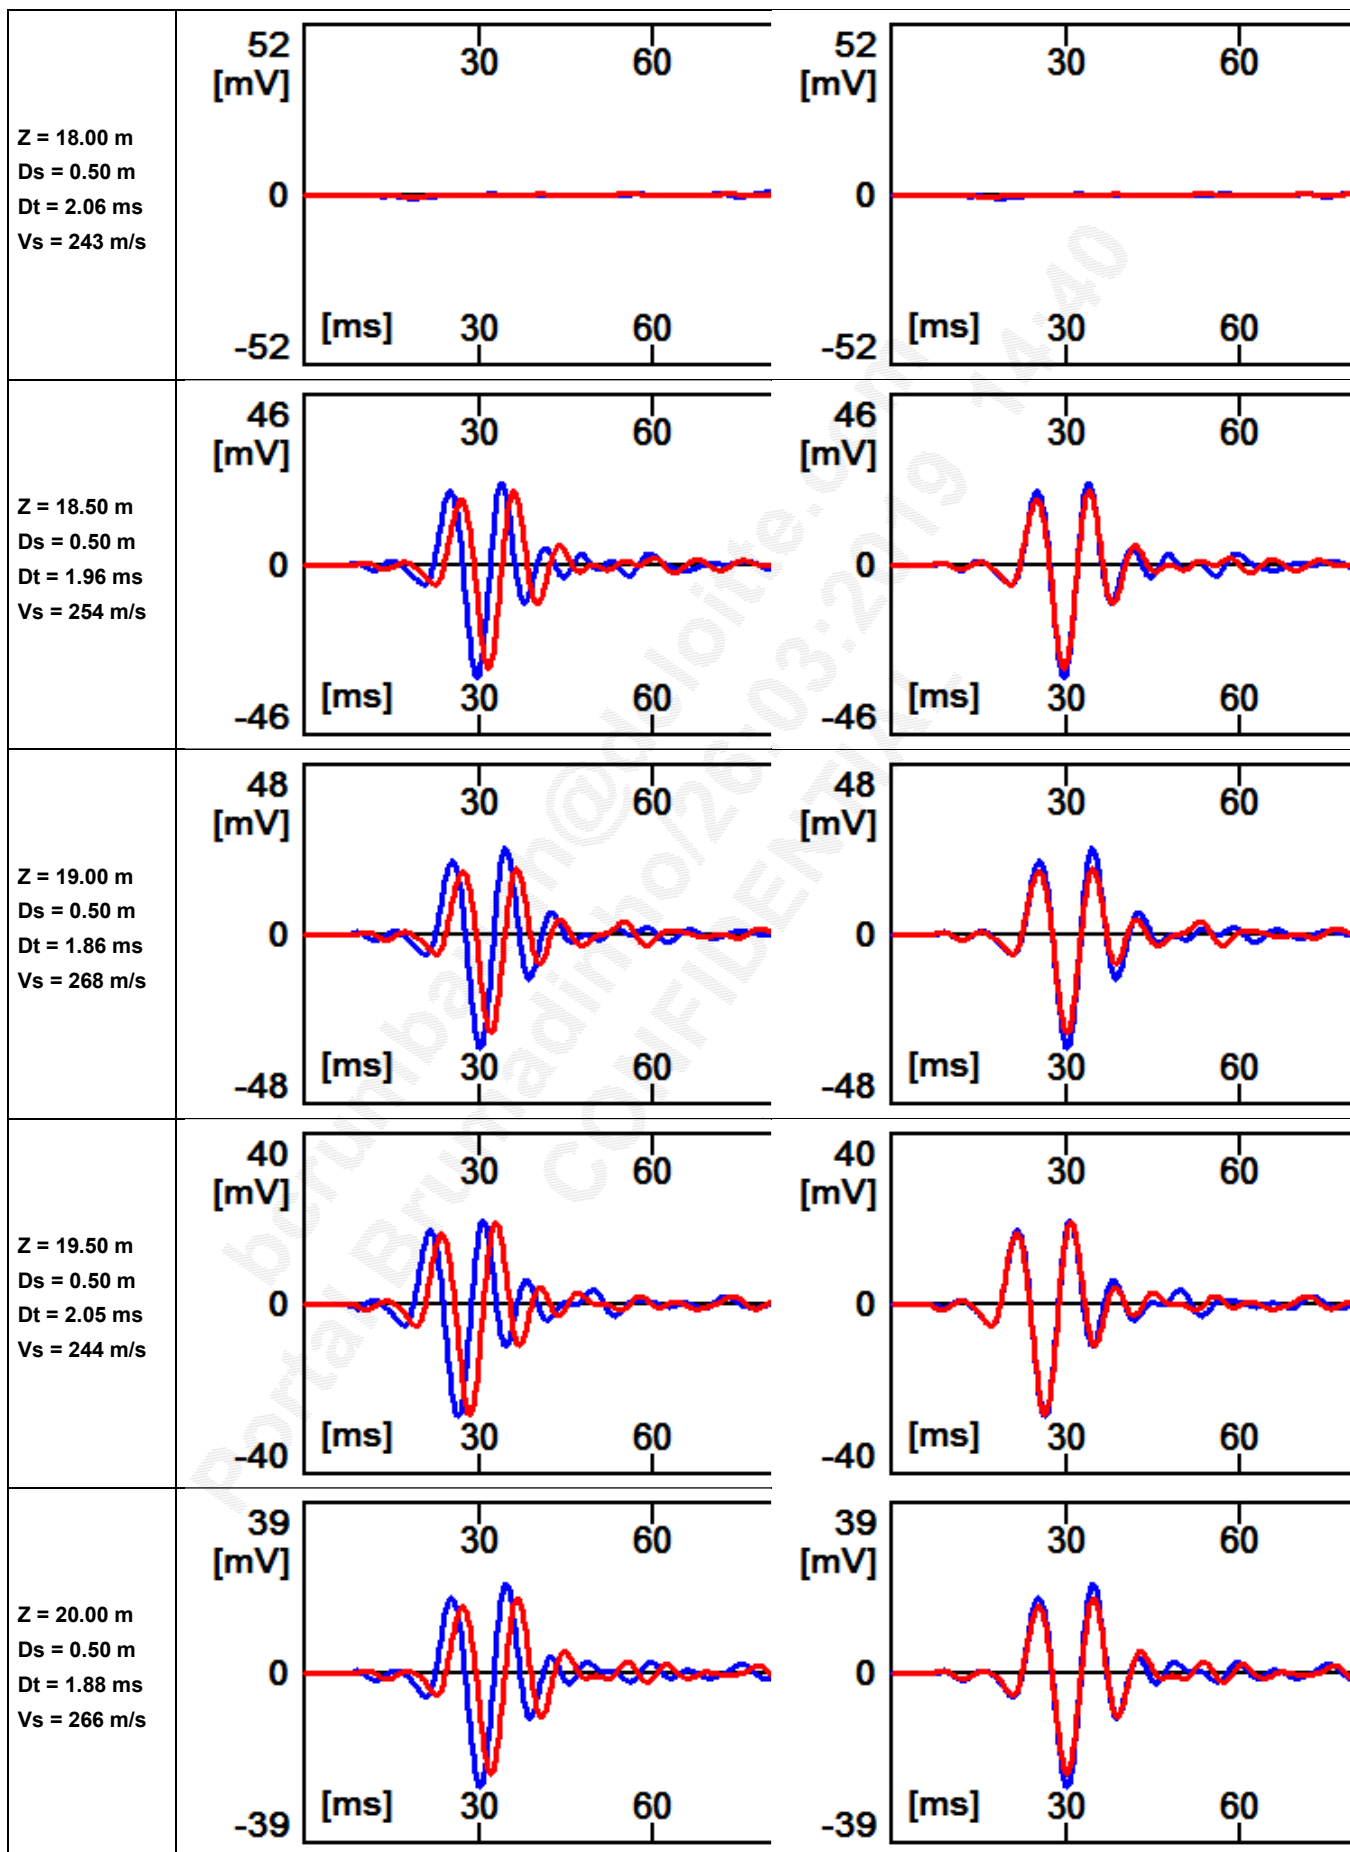 52
[mV]
30 60
0
[ms] 30 60
-52
52
[mV]
30 60
0
[ms] 30 60
-52
Z = 18.00 m
Ds = 0.50 m
Dt = 2.06 ms
Vs = 243 m/s
46
[mV]
30 60
0
[ms] 30 60
-46
46
[mV]
30 60
0
[ms] 30 60
-46
Z = 18.50 m
Ds = 0.50 m
Dt = 1.96 ms
Vs = 254 m/s
48
[mV]
30 60
0
[ms] 30 60
-48
48
[mV]
30 60
0
[ms] 30 60
-48
Z = 19.00 m
Ds = 0.50 m
Dt = 1.86 ms
Vs = 268 m/s
40
[mV]
30 60
0
[ms] 30 60
-40
40
[mV]
30 60
0
[ms] 30 60
-40
Z = 19.50 m
Ds = 0.50 m
Dt = 2.05 ms
Vs = 244 m/s
39
[mV]
30 60
0
[ms] 30 60
-39
39
[mV]
30 60
0
[ms] 30 60
-39
Z = 20.00 m
Ds = 0.50 m
Dt = 1.88 ms
Vs = 266 m/s
Portal Brumadinho/26:03:2019 14:40
CONFIDENTIAL